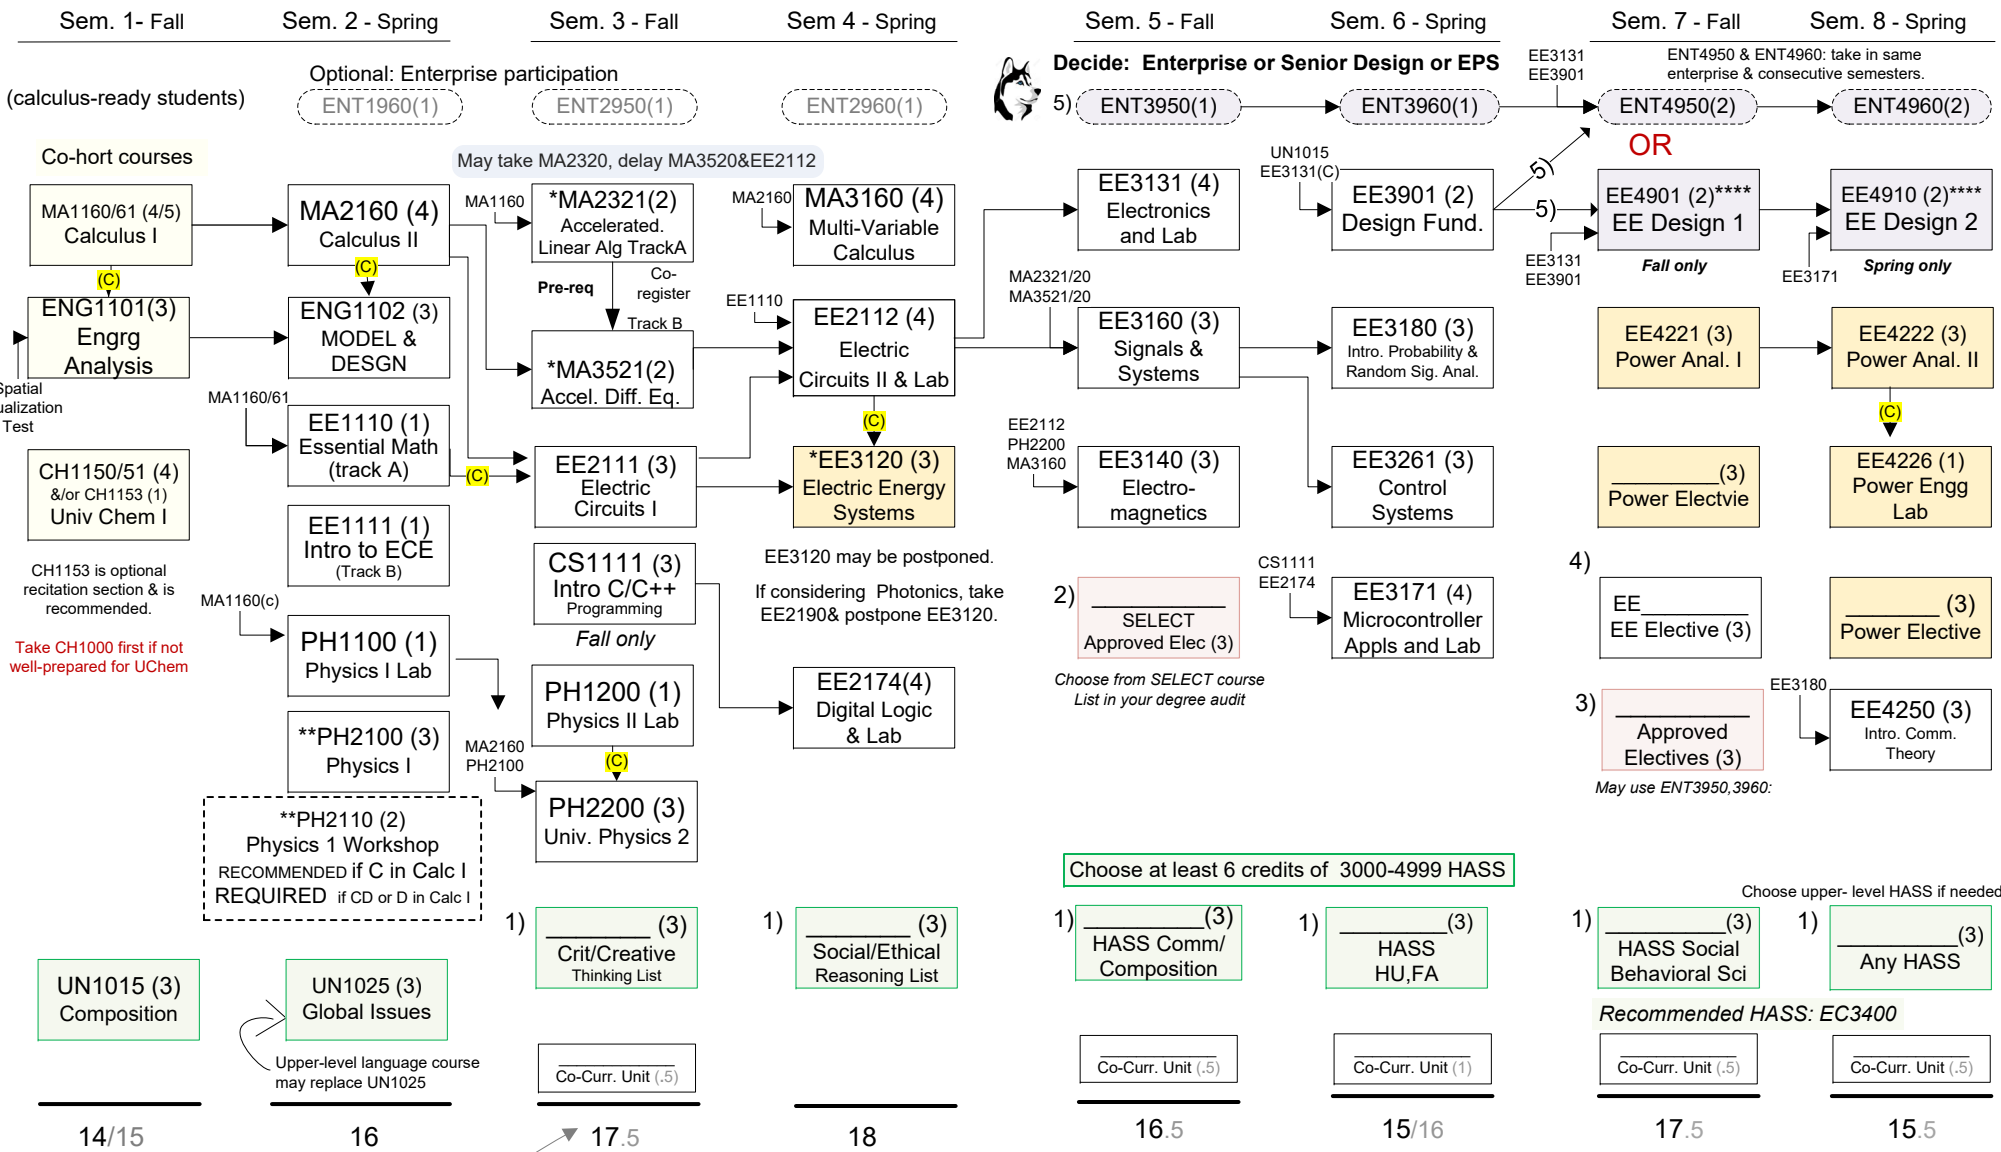 Sem. 1- Fall
Sem. 2 - Spring
Sem. 3 - Fall
Sem 4 - Spring
Sem. 5 - Fall
Sem. 6 - Spring
Sem. 7 - Fall
Sem. 8 - Spring
(calculus-ready students)
Optional: Enterprise participation
ENT1960(1)
ENT2950(1)
ENT2960(1)
Decide: Enterprise or Senior Design or EPS
5)
ENT3950(1)
ENT3960(1)
EE3131
EE3901
ENT4950 & ENT4960: take in same
enterprise & consecutive semesters.
ENT4950(2)
ENT4960(2)
OR
Co-hort courses
May take MA2320, delay MA3520&EE2112
MA1160/61 (4/5)
Calculus I
(C)
ENG1101(3)
Engrg
Analysis
Spatial
Test
CH1150/51 (4)
&/or CH1153 (1)
Univ Chem I
CH1153 is optional
recitation section & is
recommended.
Take CH1000 first if not
well-prepared for UChem
UN1015 (3)
Composition
14/15
MA2160 (4)
Calculus II
(C)
ENG1102 (3)
MODEL &
DESGN
MA1160/61
EE1110 (1)
Essential Math
(track A)
(C)
EE1111 (1)
Intro to ECE
(Track B)
MA1160(c)
PH1100 (1)
Physics I Lab
**PH2100 (3)
Physics I
**PH2110 (2)
Physics 1 Workshop
RECOMMENDED if C in Calc I
REQUIRED if CD or D in Calc I
UN1025 (3)
Global Issues
Upper-level language course
may replace UN1025
16
MA1160
*MA2321(2)
Accelerated.
Linear Alg TrackA
Pre-req
Co-
register
Track B
*MA3521(2)
Accel. Diff. Eq.
EE2111 (3)
Electric
Circuits I
CS1111 (3)
Intro C/C++
Programming
Fall only
PH1200 (1)
Physics II Lab
(C)
MA2160
PH2100
PH2200 (3)
Univ. Physics 2
1)
_________ (3)
Crit/Creative
Thinking List
___________
Co-Curr. Unit (.5)
17.5
MA2160
MA3160 (4)
Multi-Variable
Calculus
EE1110
EE2112 (4)
Electric
Circuits II & Lab
(C)
*EE3120 (3)
Electric Energy
Systems
EE3120 may be postponed.
If considering Photonics, take
EE2190& postpone EE3120.
EE2174(4)
Digital Logic
& Lab
1)
_________ (3)
Social/Ethical
Reasoning List
18
EE3131 (4)
Electronics
and Lab
MA2321/20
MA3521/20
EE3160 (3)
Signals &
Systems
EE2112
PH2200
MA3160
EE3140 (3)
Electro-
magnetics
2)
___________
SELECT
Approved Elec (3)
Choose from SELECT course
List in your degree audit
Choose at least 6 credits of 3000-4999 HASS
1)
__________(3)
HASS Comm/
Composition
___________
Co-Curr. Unit (.5)
16.5
UN1015
EE3131(C)
EE3901 (2)
Design Fund.
5)
5)
EE3180 (3)
Intro. Probability &
Random Sig. Anal.
EE3261 (3)
Control
Systems
CS1111
EE2174
EE3171 (4)
Microcontroller
Appls and Lab
1)
_________(3)
HASS
HU,FA
___________
Co-Curr. Unit (1)
15/16
EE4901 (2)****
EE Design 1
EE3131
EE3901
Fall only
EE4221 (3)
Power Anal. I
_________(3)
Power Electvie
4)
EE_________
EE Elective (3)
3)
___________
Approved
Electives (3)
May use ENT3950,3960:
1)
__________(3)
HASS Social
Behavioral Sci
Recommended HASS: EC3400
___________
Co-Curr. Unit (.5)
17.5
EE4910 (2)****
EE Design 2
EE3171
Spring only
EE4222 (3)
Power Anal. II
(C)
EE4226 (1)
Power Engg
Lab
________ (3)
Power Elective
EE3180
EE4250 (3)
Intro. Comm.
Theory
Choose upper- level HASS if needed
1)
__________(3)
Any HASS
___________
Co-Curr. Unit (.5)
15.5